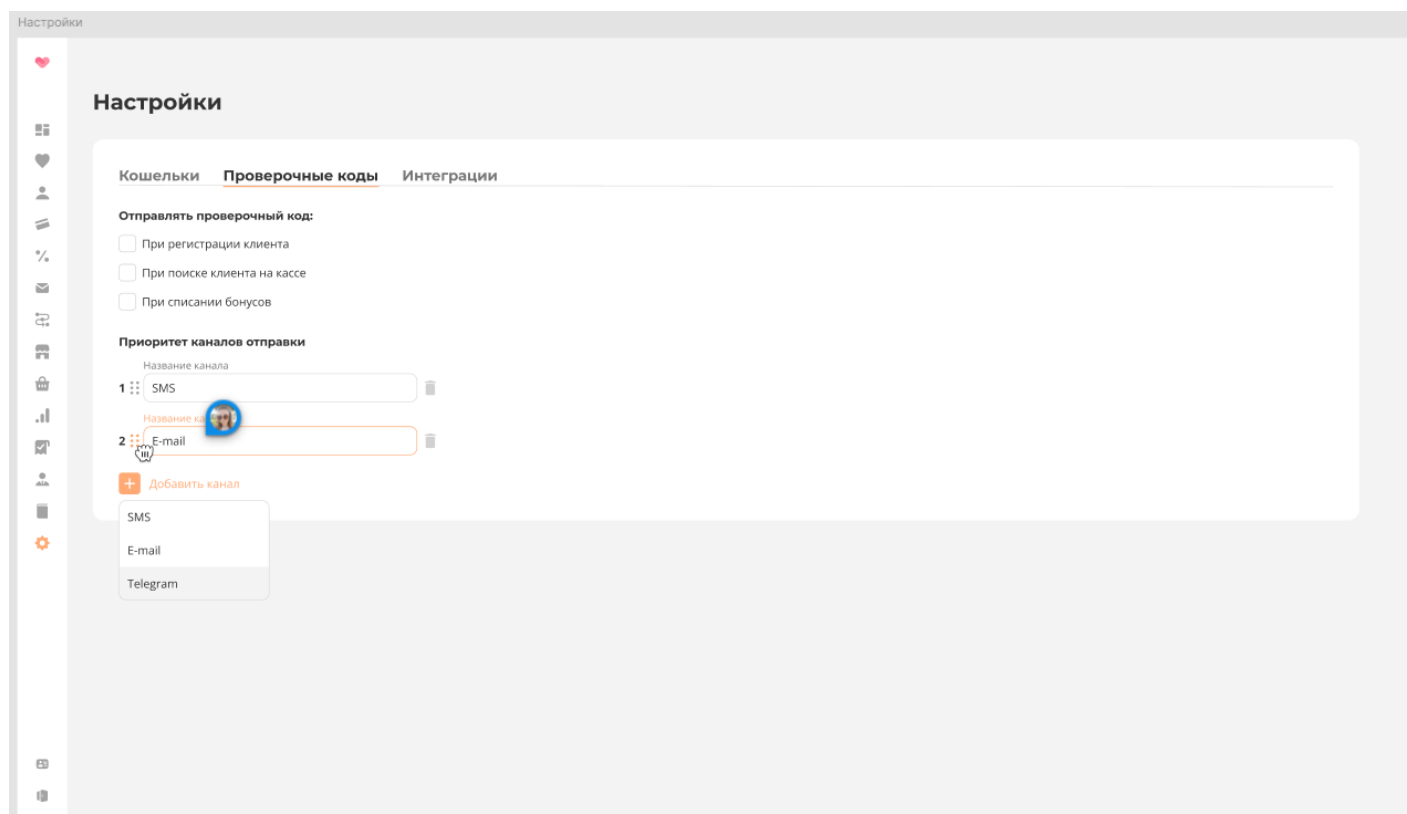 Настройки
Настройки
Кошельки Проверочные коды Интеграции
Отправлять проверочный код:
При регистрации клиента
При поиске клиента на кассе
При списании бонусов
Приоритет каналов отправки
Название канала
1 SMS
Название
2 E-mail
Добавить канал
SMS
E-mail
Telegram